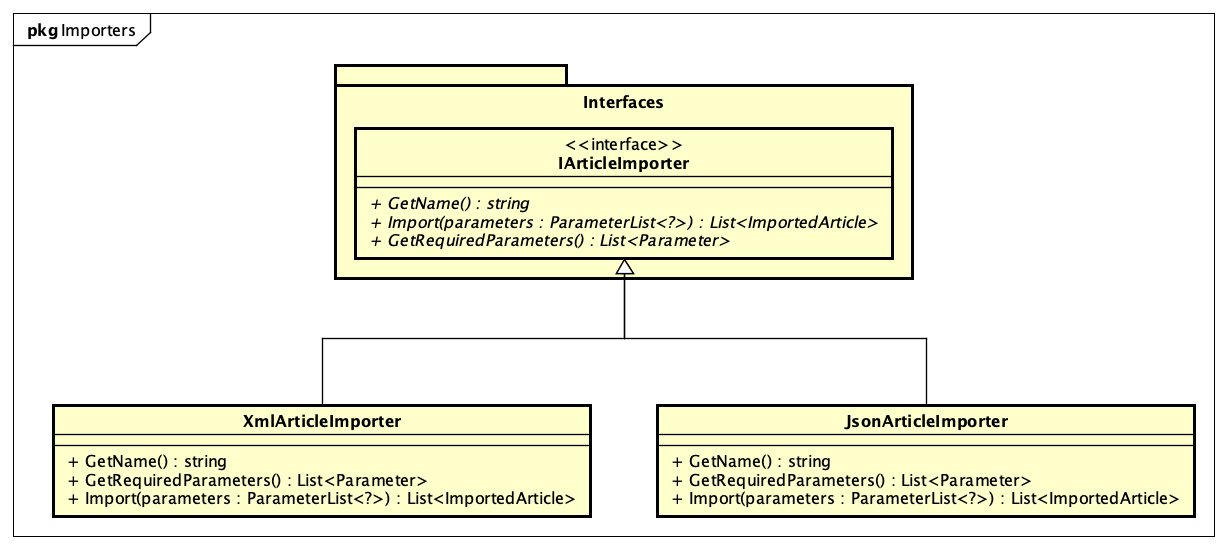 pkg Importers
Interfaces
<<interface>>
IArticleImporter
+ GetName() : string
+ Import(parameters : ParameterList<?>) : List<ImportedArticle>
+ GetRequiredParameters() : List<Parameter>
XmlArticleImporter
+ GetName() : string
+ GetRequiredParameters() : List<Parameter>
+ Import(parameters : ParameterList<?>) : List<ImportedArticle>
JsonArticleImporter
+ GetName() : string
+ GetRequiredParameters() : List<Parameter>
+ Import(parameters : ParameterList<?>) : List<ImportedArticle>